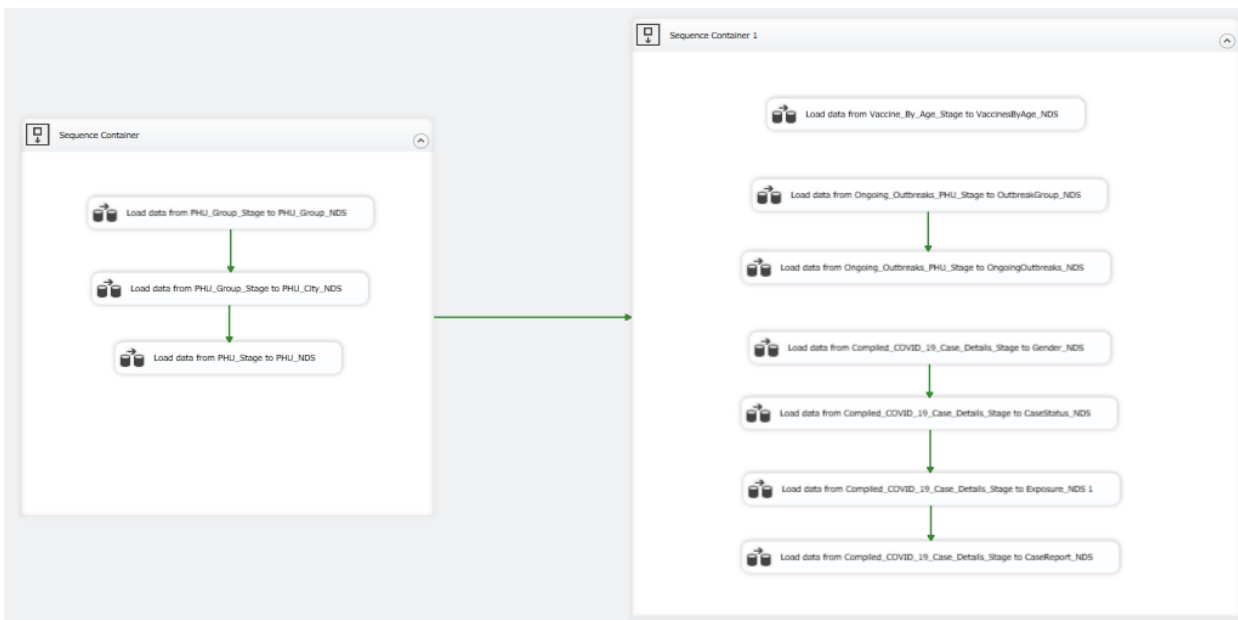 Sequence Container
Load data from PHU_Group_Stage to PHU_Group_NDS
Load data from PHU_Group_Stage to PHU_City_NDS
Load data from PHU_Stage to PHU_NDS
Sequence Container 1
Load data from Vaccine_By_Age_Stage to VaccinesByAge_NDS
Load data from Ongoing_Outbreaks_PHU_Stage to OutbreakGroup_NDS
Load data from Ongoing_Outbreaks_PHU_Stage to OngoingOutbreaks_NDS
Load data from Compiled_COVID_19_Case_Details_Stage to Gender_NDS
Load data from Compiled_COVID_19_Case_Details_Stage to CaseStatus_NDS
Load data from Compiled_COVID_19_Case_Details_Stage to Exposure_NDS 1
Load data from Compiled_COVID_19_Case_Details_Stage to CaseReport_NDS